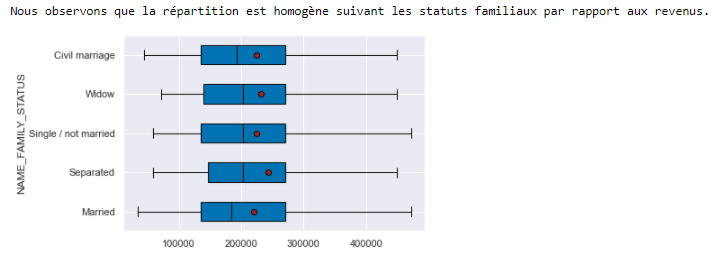 Nous observons que la répartition est homogène suivant les statuts familiaux par rapport aux revenus.
NAME_FAMILY_STATUS
Civil marriage
Widow
Single / not married
Separated
Married
100000 200000 300000 400000